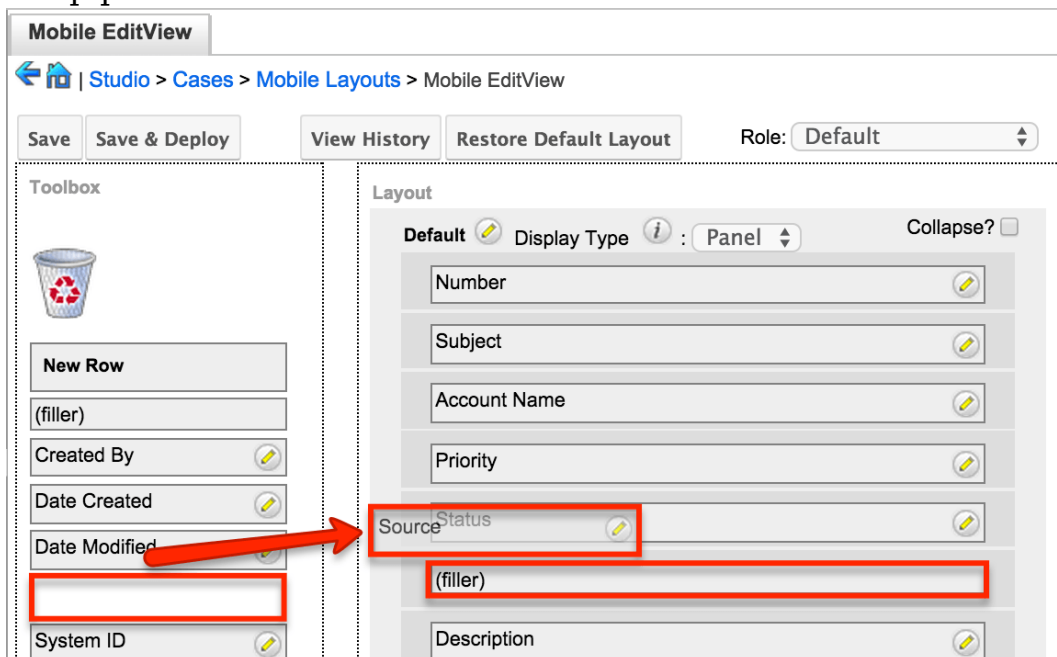 Mobile EditView
| Studio > Cases > Mobile Layouts > Mobile EditView
Save Save & Deploy View History Restore Default Layout Role: Default
Toolbox
New Row
(filler)
Created By
Date Created
Date Modified
System ID
Layout
Default Display Type i : Panel Collapse?
Number
Subject
Account Name
Priority
Source Status
(filler)
Description